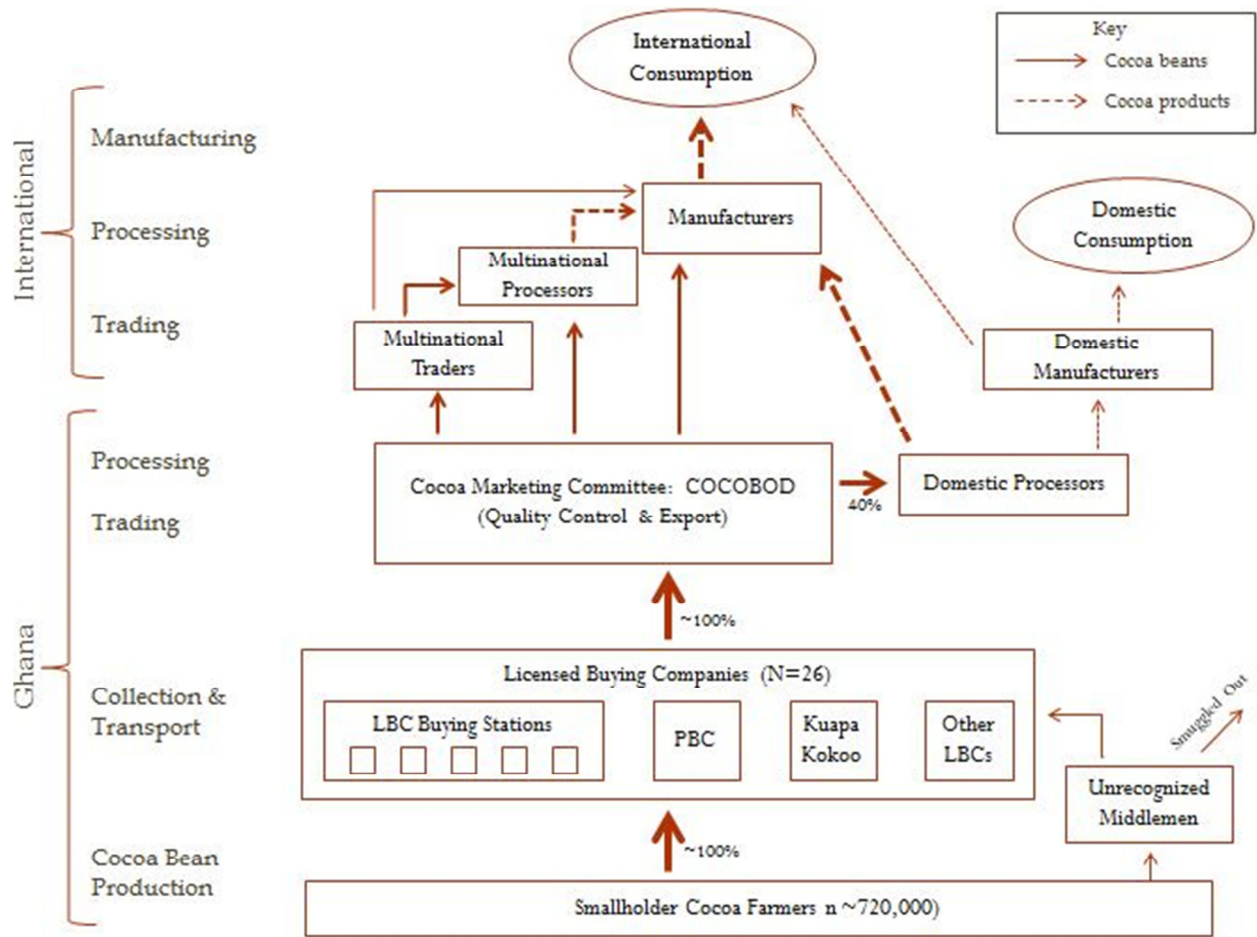 International
Consumption
Key
Cocoa beans
Cocoa products
International
Manufacturing
Processing
Trading
Manufacturers
Domestic
Consumption
Multinational
Processors
Multinational
Traders
Domestic
Manufacturers
Ghana
Processing
Trading
Cocoa Marketing Committee: COCOBOD
(Quality Control & Export)
40%
Domestic Processors
~100%
Collection &
Transport
Licensed Buying Companies (N=26)
LBC Buying Stations
PBC
Kuapa
Kokoo
Other
LBCs
Smuggled Out
Unrecognized
Middlemen
~100%
Cocoa Bean
Production
Smallholder Cocoa Farmers n ~720,000)